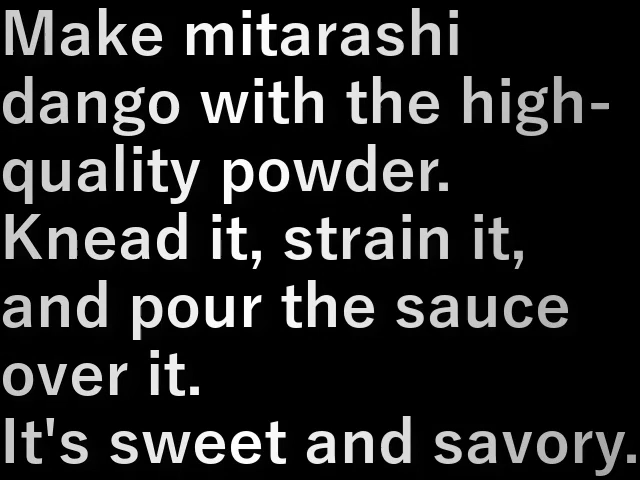 Make mitarashi
dango with the high-
quality powder.
Knead it, strain it,
and pour the sauce
over it.
It's sweet and savory.